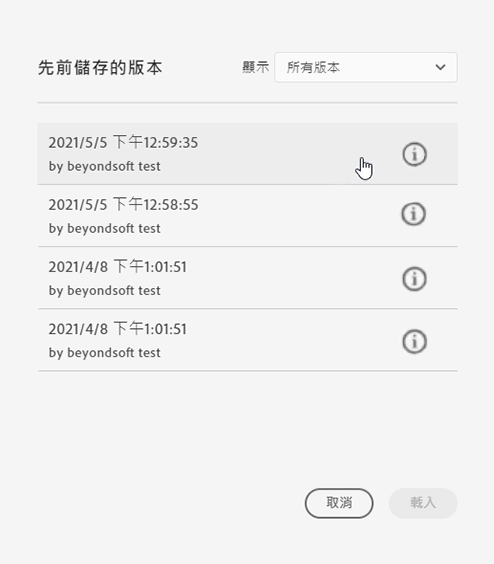 先前儲存的版本
顯示 所有版本
2021/5/5 下午12:59:35
by beyondsoft test
2021/5/5 下午12:58:55
by beyondsoft test
2021/4/8 下午1:01:51
by beyondsoft test
2021/4/8 下午1:01:51
by beyondsoft test
取消 載入